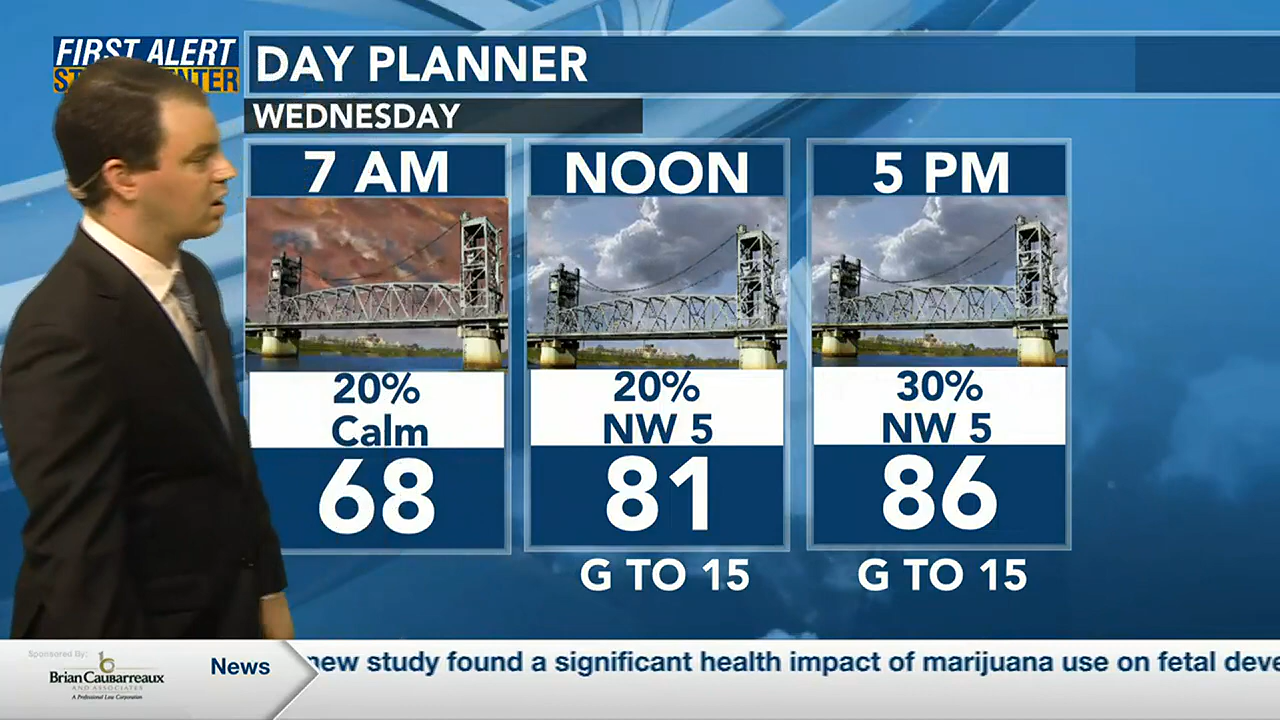 FIRST ALERT
DAY PLANNER
WEDNESDAY
7 AM
20%
Calm
68
NOON
20%
NW 5
81
G TO 15
5 PM
30%
NW 5
86
G TO 15
Sponsored By:
Brian Caubarreaux
AND ASSOCIATES
A Professional Law Corporation
News
new study found a significant health impact of marijuana use on fetal deve